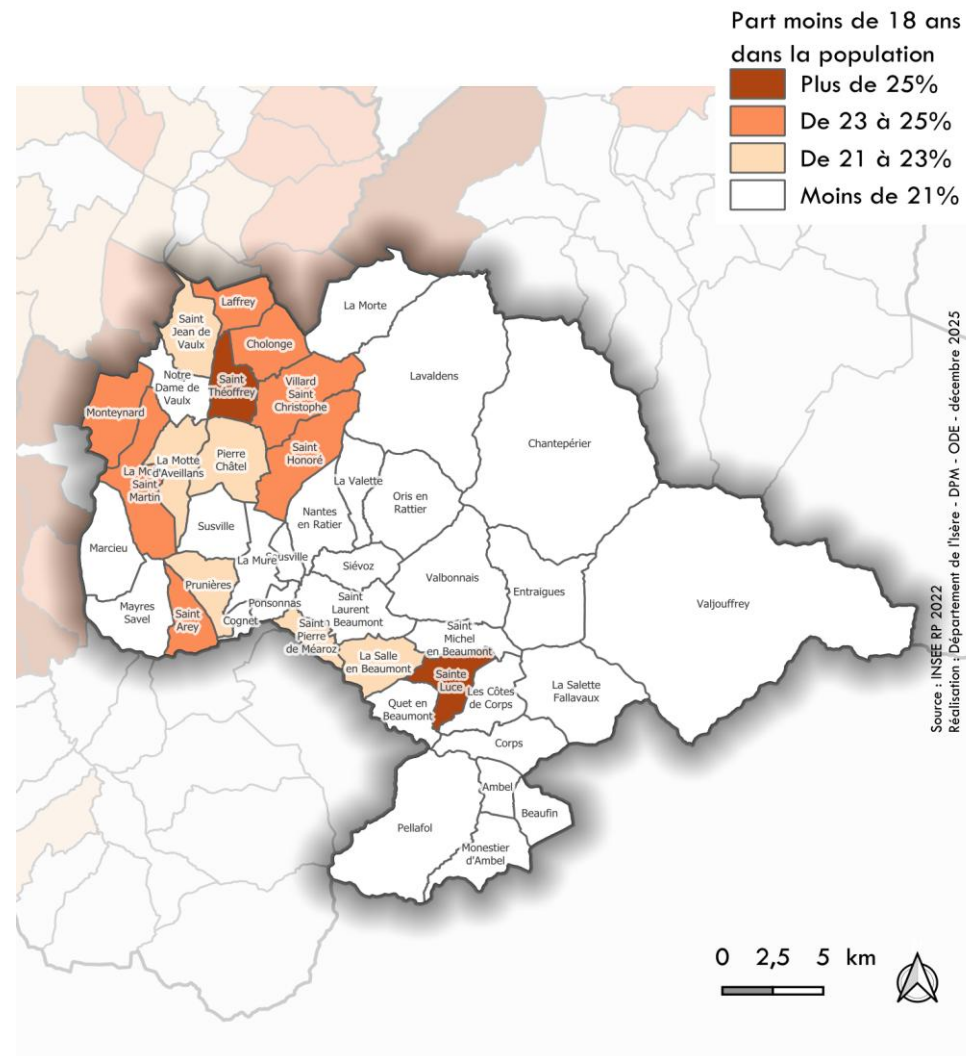 Part moins de 18 ans
dans la population
Plus de 25%
De 23 à 25%
De 21 à 23%
Moins de 21%
Laffrey
La Morte
Saint
Jean de
Vaulx
Cholonge
Lavaldens
Notre
Dame de
Vaulx
Saint
Théoffrey
Villard
Saint
Christophe
Monteynard
Chantepérier
Saint
Honoré
La Motte
d'Aveillans
Pierre
Châtel
La Mo
Saint
Martin
La Valette
Oris en
Rattier
Nantes
en Ratier
Susville
Marcieu
La Mure
Sousville
Siévoz
Valbonnais
Prunières
Entraigues
Valjouffrey
Mayres
Savel
Saint
Arey
Cognet
Ponsonnas
Saint
Laurent
Beaumont
Saint
Pierre
de Méaroz
Saint
Michel
en Beaumont
La Salle
en Beaumont
Sainte
Luce
Les Côtes
de Corps
La Salette
Fallavaux
Quet en
Beaumont
Corps
Ambel
Beaufin
Pellafol
Monestier
d'Ambel
Source : INSEE RP 2022
Réalisation : Département de l'Isère - DPM - ODE - décembre 2025
0 2,5 5 km